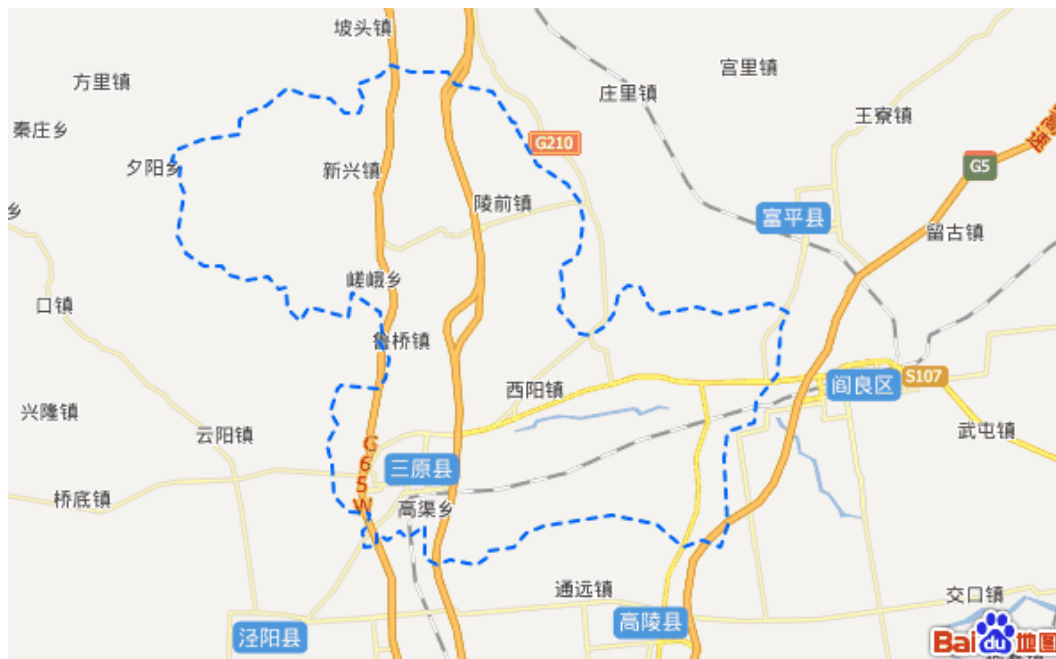 坡头镇
方里镇
宫里镇
庄里镇
王寮镇
秦庄乡
高
速
G210
夕阳乡
新兴镇
G5
陵前镇
乡
富平县
留古镇
嵯峨乡
口镇
鲁桥镇
西阳镇
阎良区
S107
兴隆镇
云阳镇
武屯镇
G65W
三原县
桥底镇
高渠乡
通远镇
交口镇
泾阳县
高陵县
Bai du 地图